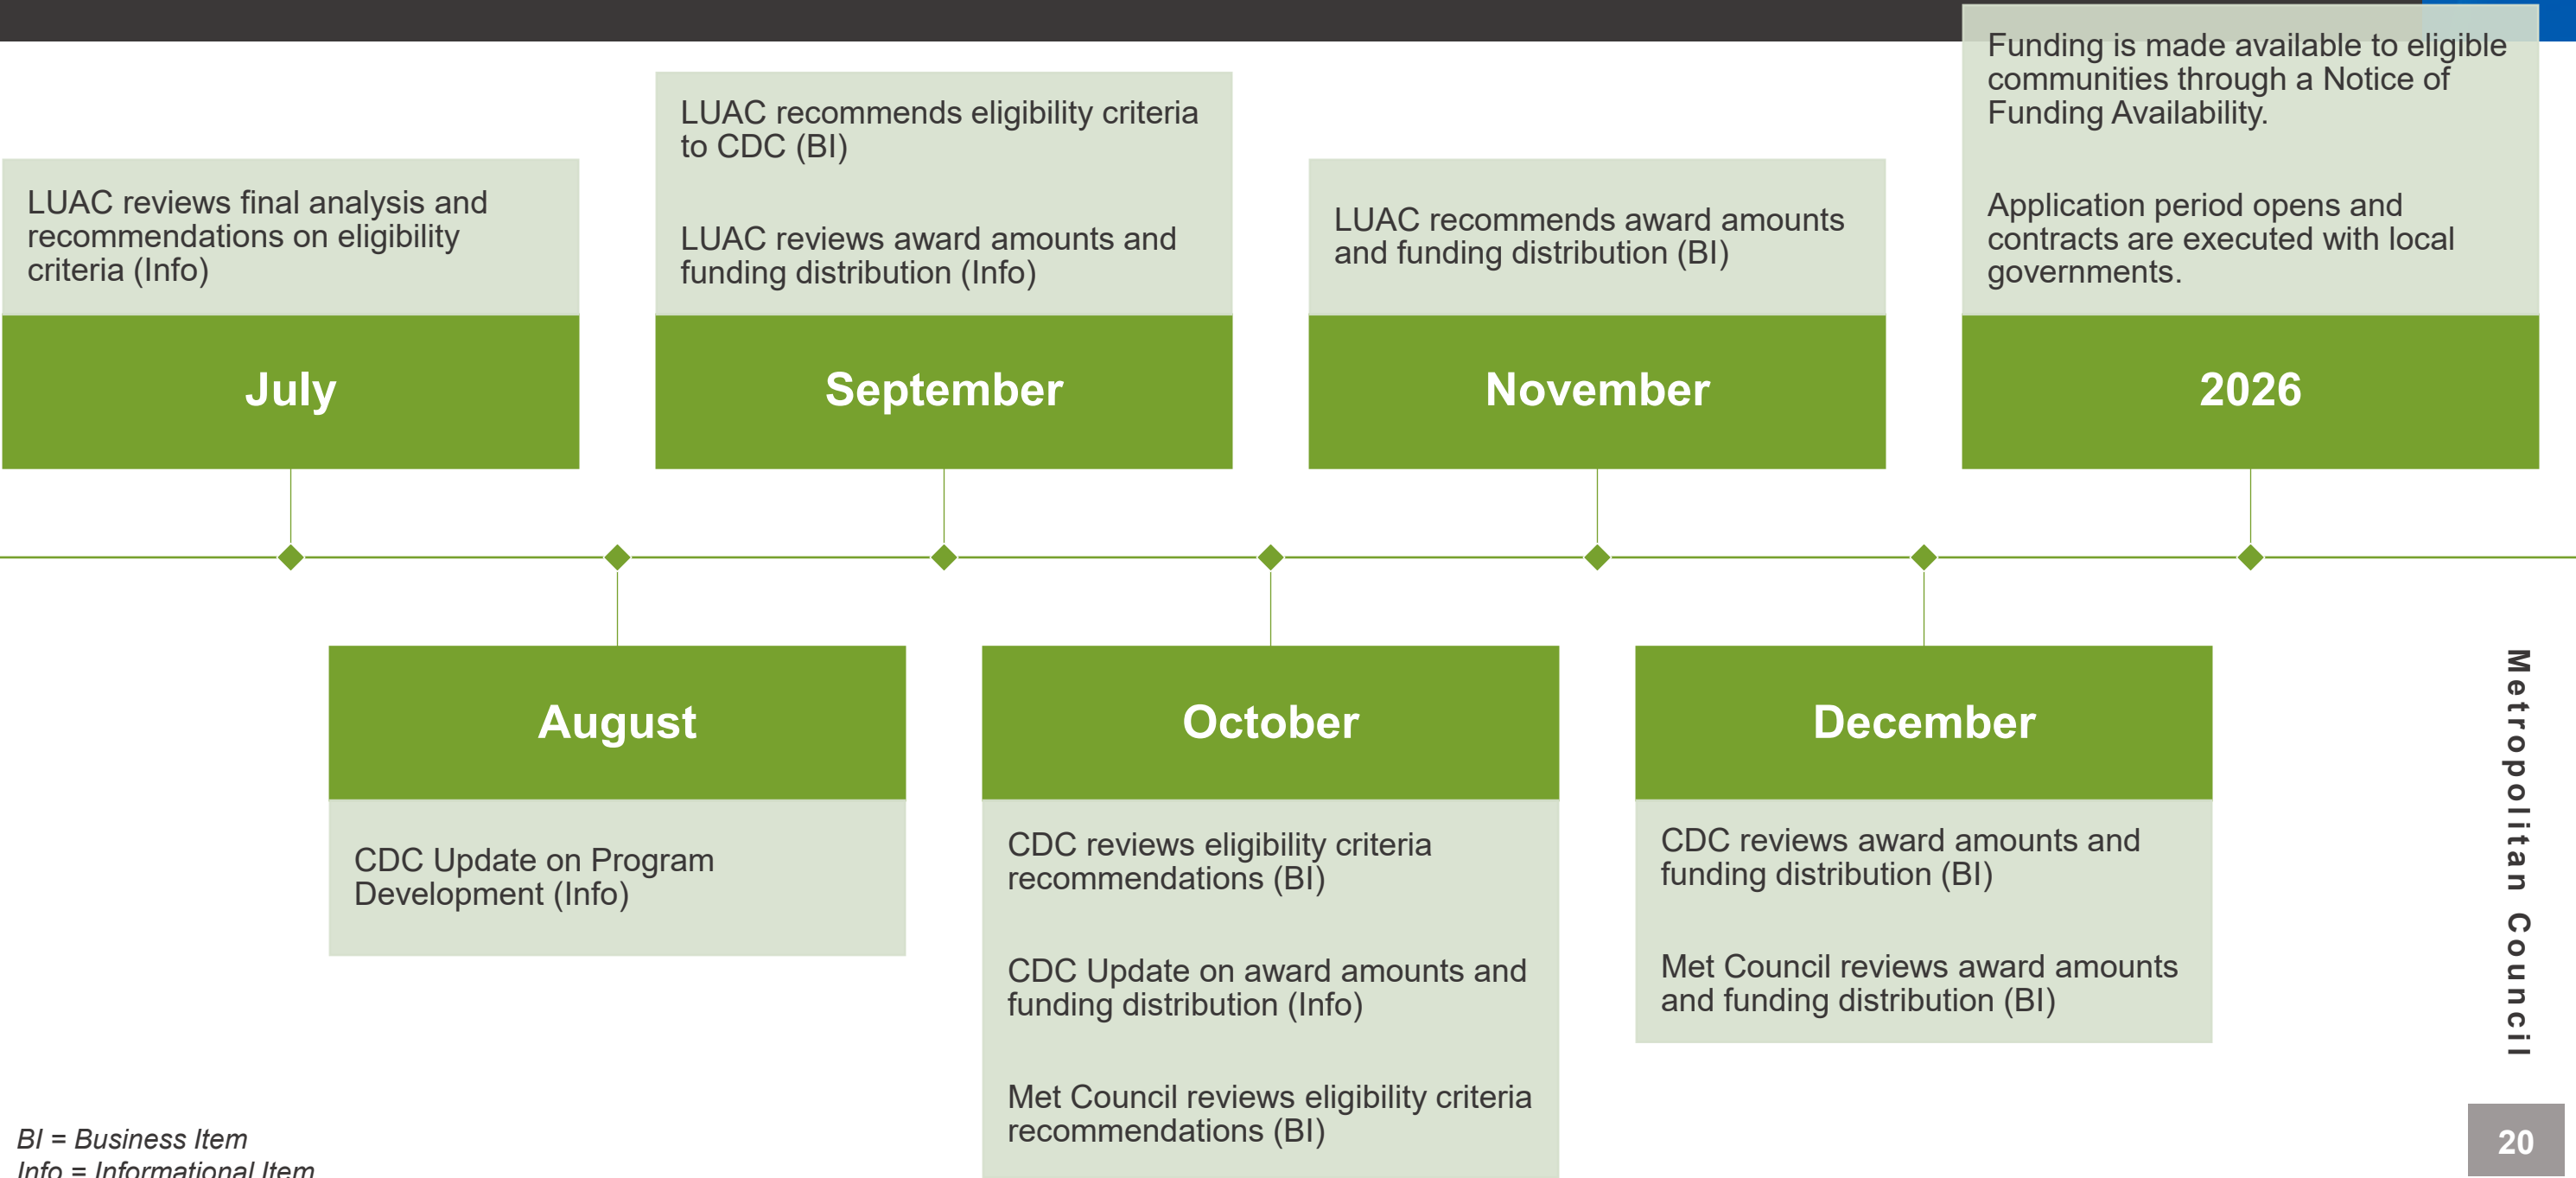 LUAC reviews final analysis and
recommendations on eligibility
criteria (Info)
July
CDC Update on Program
Development (Info)
August
LUAC recommends eligibility criteria
to CDC (BI)
LUAC reviews award amounts and
funding distribution (Info)
September
October
CDC reviews eligibility criteria
recommendations (BI)
CDC Update on award amounts and
funding distribution (Info)
Met Council reviews eligibility criteria
recommendations (BI)
LUAC recommends award amounts
and funding distribution (BI)
November
December
CDC reviews award amounts and
funding distribution (BI)
Met Council reviews award amounts
and funding distribution (BI)
Funding is made available to eligible
communities through a Notice of
Funding Availability.
Application period opens and
contracts are executed with local
governments.
2026
Metropolitan Council
BI = Business Item
Info = Informational Item
20